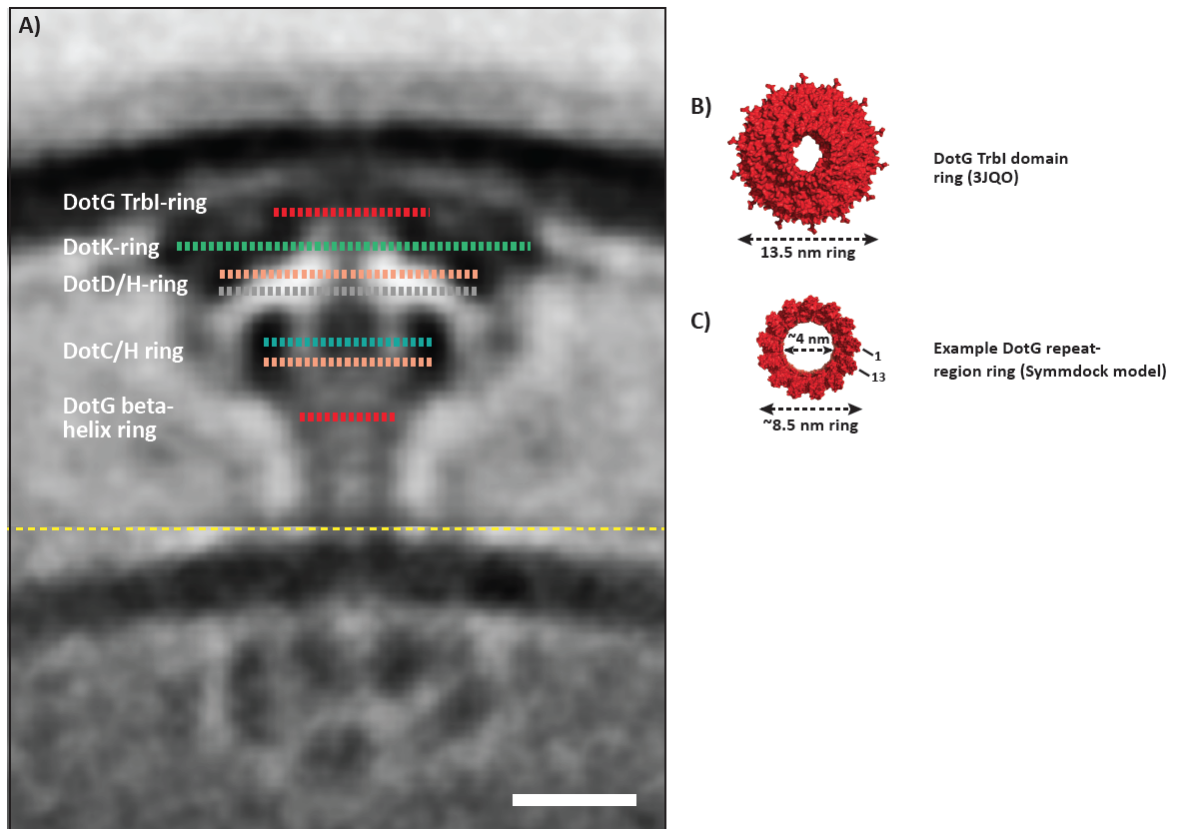 A)
DotG TrbI-ring
DotK-ring
DotD/H-ring
DotC/H ring
DotG beta-
helix ring
B)
13.5 nm ring
DotG TrbI domain
ring (3JQO)
C)
~4 nm
1
13
~8.5 nm ring
Example DotG repeat-
region ring (Symmdock model)